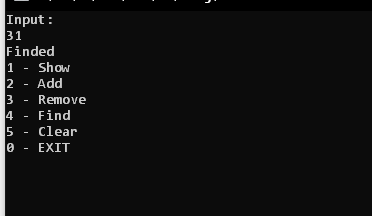 Input:
31
Finded
1 - Show
2 - Add
3 - Remove
4 - Find
5 - Clear
0 - EXIT